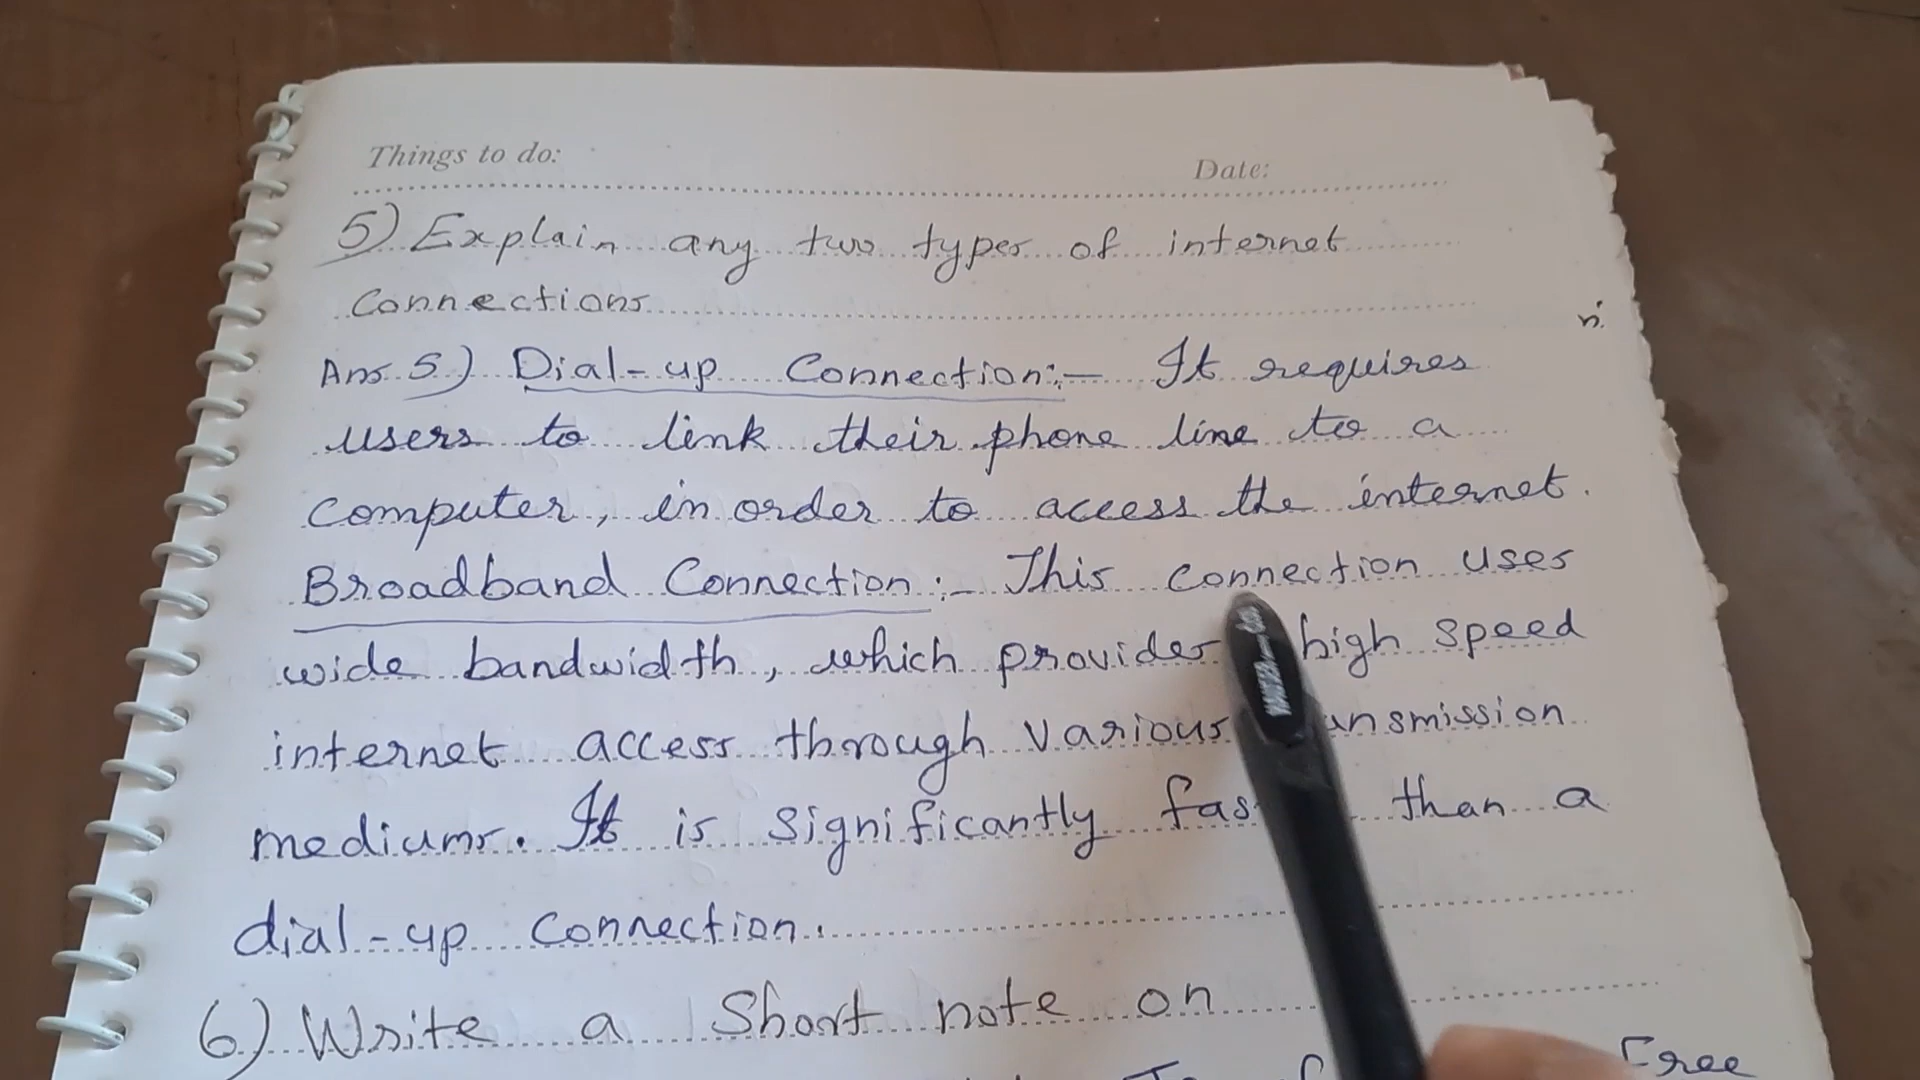 Things to do:
Date:
5) Explain any two types of internet
Connections
Ans 5) Dial-up Connection:- It requires
users to link their phone line to a
computer, in order to access the internet.
Broadband Connection:- This connection uses
wide bandwidth, which provides high speed
internet access through various
mediums. It is significantly than a
dial-up connection.
6) Write a Short note on
Free